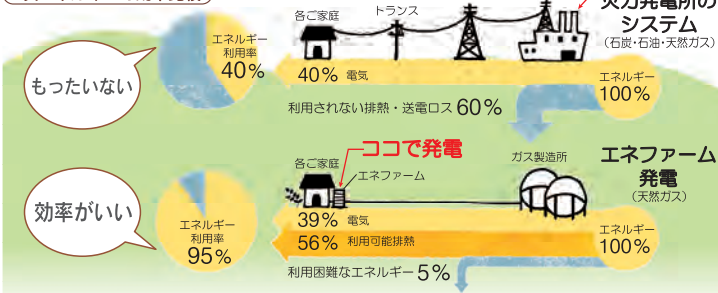 火力発電所の
システム
(石炭・石油・天然ガス)
トランス
各ご家庭
エネルギー
利用率
40%
もったいない
40% 電気
エネルギー
100%
利用されない排熱・送電ロス 60%
ココで発電
各ご家庭
エネファーム
ガス製造所
エネファーム
発電
(天然ガス)
効率がいい
エネルギー
利用率
95%
39% 電気
56% 利用可能排熱
エネルギー
100%
利用困難なエネルギー 5%